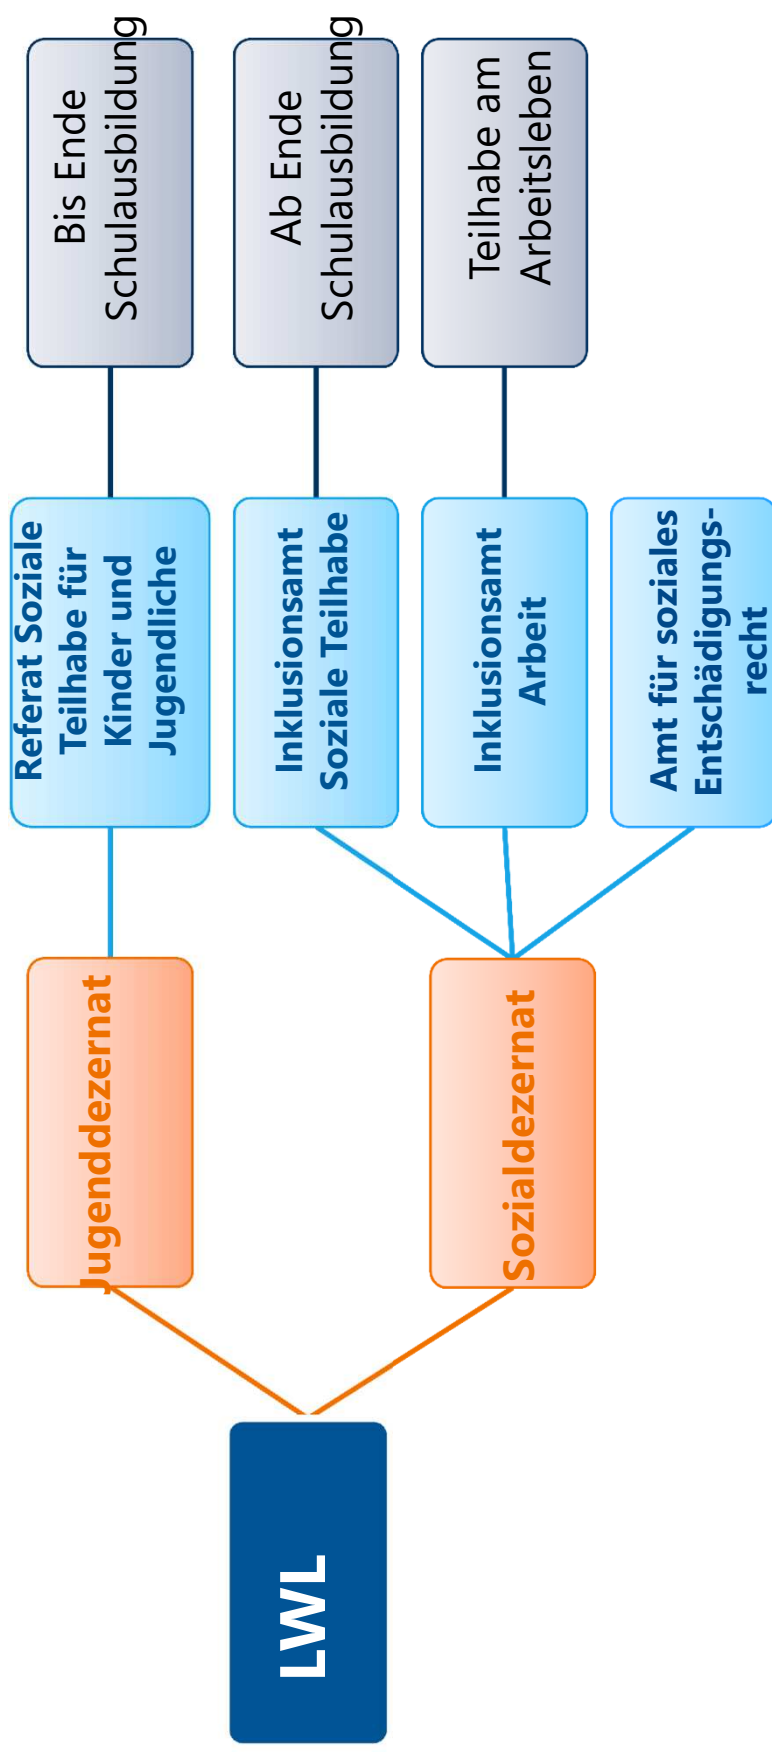 LWL
Jugenddezernat
Sozialdezernat
Referat Soziale
Teilhabe für
Kinder und
Jugendliche
Inklusionsamt
Soziale Teilhabe
Inklusionsamt
Arbeit
Amt für soziales
Entschädigungs-
recht
Bis Ende
Schulausbildung
Ab Ende
Schulausbildung
Teilhabe am
Arbeitsleben